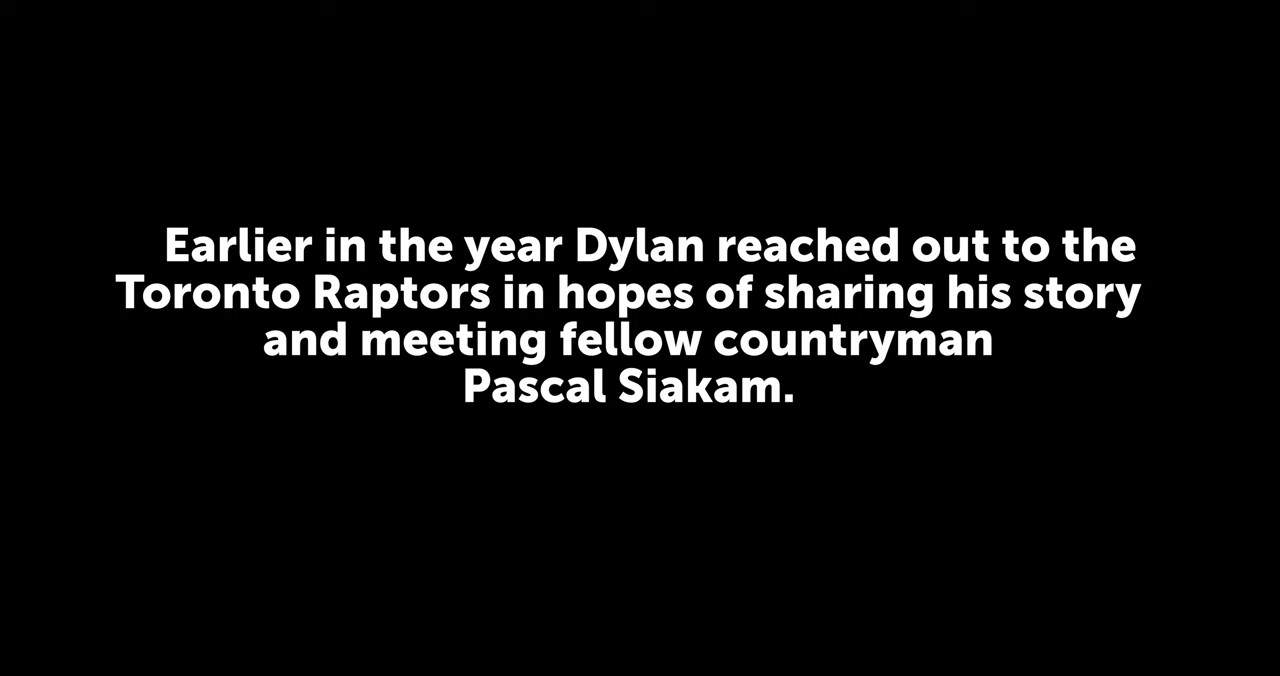 Earlier in the year Dylan reached out to the
Toronto Raptors in hopes of sharing his story
and meeting fellow countryman
Pascal Siakam.